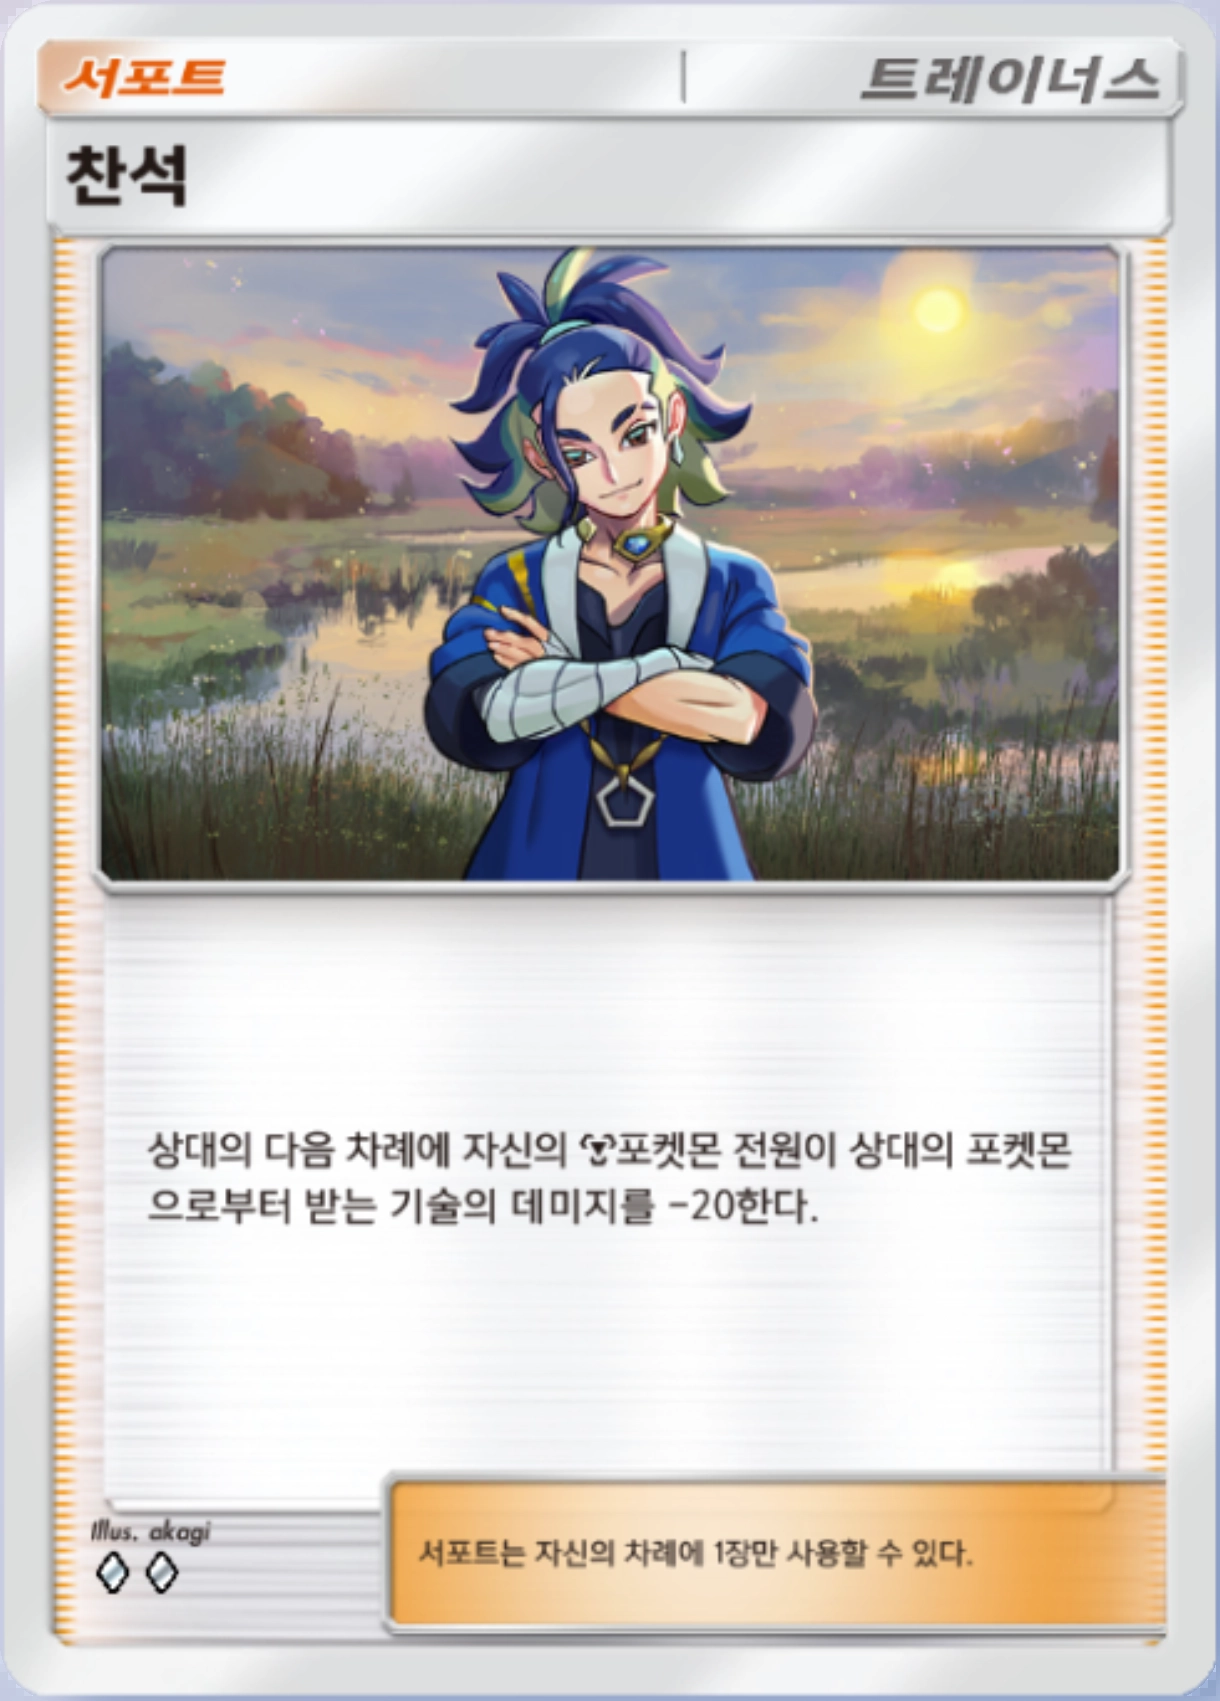 서포트
트레이너스
찬석
상대의 다음 차례에 자신의 포켓몬 전원이 상대의 포켓몬
으로부터 받는 기술의 데미지를 -20한다.
Illus. akagi
서포트는 자신의 차례에 1장만 사용할 수 있다.